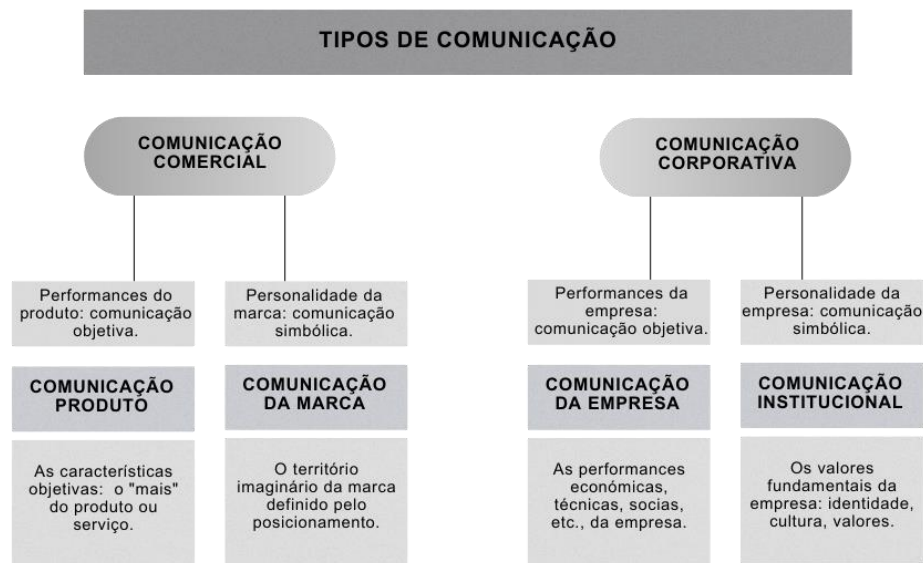 TIPOS DE COMUNICAÇÃO
COMUNICAÇÃO
COMERCIAL
COMUNICAÇÃO
CORPORATIVA
Performances do
produto: comunicação
objetiva.
Personalidade da
marca: comunicação
simbólica.
Performances da
empresa:
comunicação objetiva.
Personalidade da
empresa: comunicação
simbólica.
COMUNICAÇÃO
PRODUTO
COMUNICAÇÃO
DA MARCA
COMUNICAÇÃO
DA EMPRESA
COMUNICAÇÃO
INSTITUCIONAL
As características
objetivas: o "mais"
do produto ou
serviço.
O território
imaginário da marca
definido pelo
posicionamento.
As performances
económicas,
técnicas, socias,
etc., da empresa.
Os valores
fundamentais da
empresa: identidade,
cultura, valores.